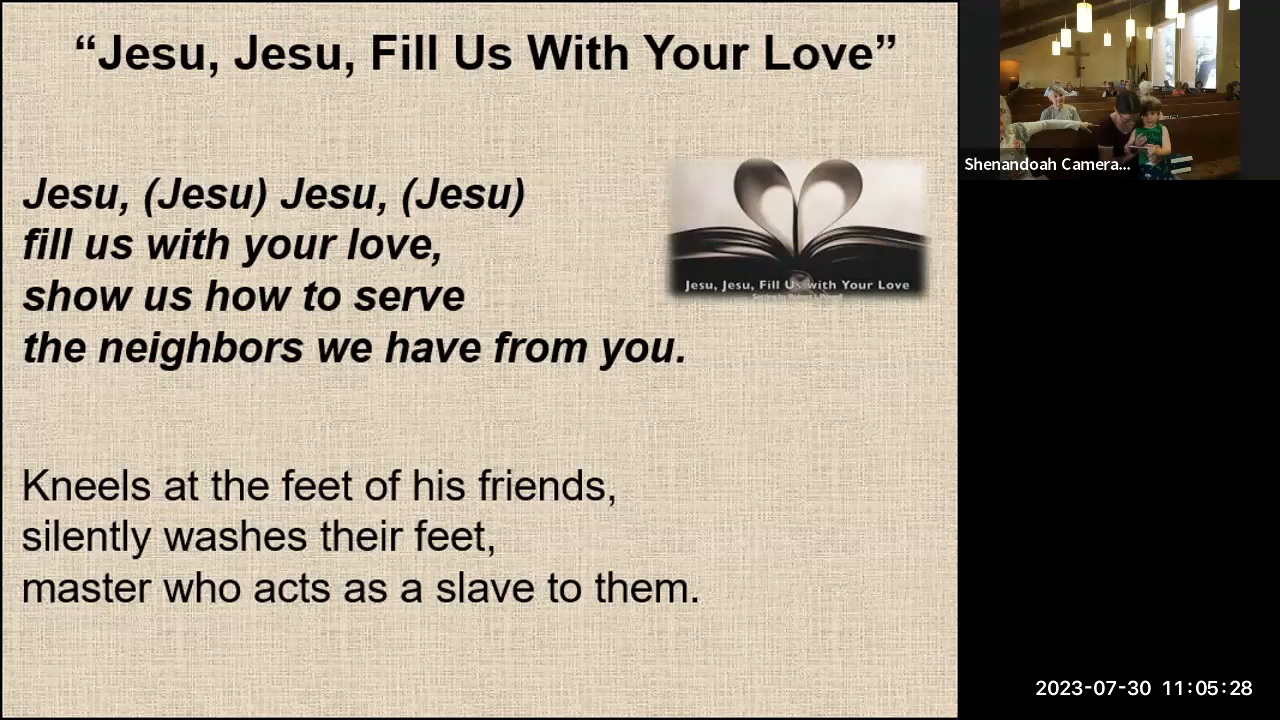 “Jesu, Jesu, Fill Us With Your Love”
Jesu, (Jesu) Jesu, (Jesu)
fill us with your love,
show us how to serve
the neighbors we have from you.
Jesu, Jesu, Fill Us with Your Love
Kneels at the feet of his friends,
silently washes their feet,
master who acts as a slave to them.
Shenandoah Camera...
2023-07-30 11:05:28